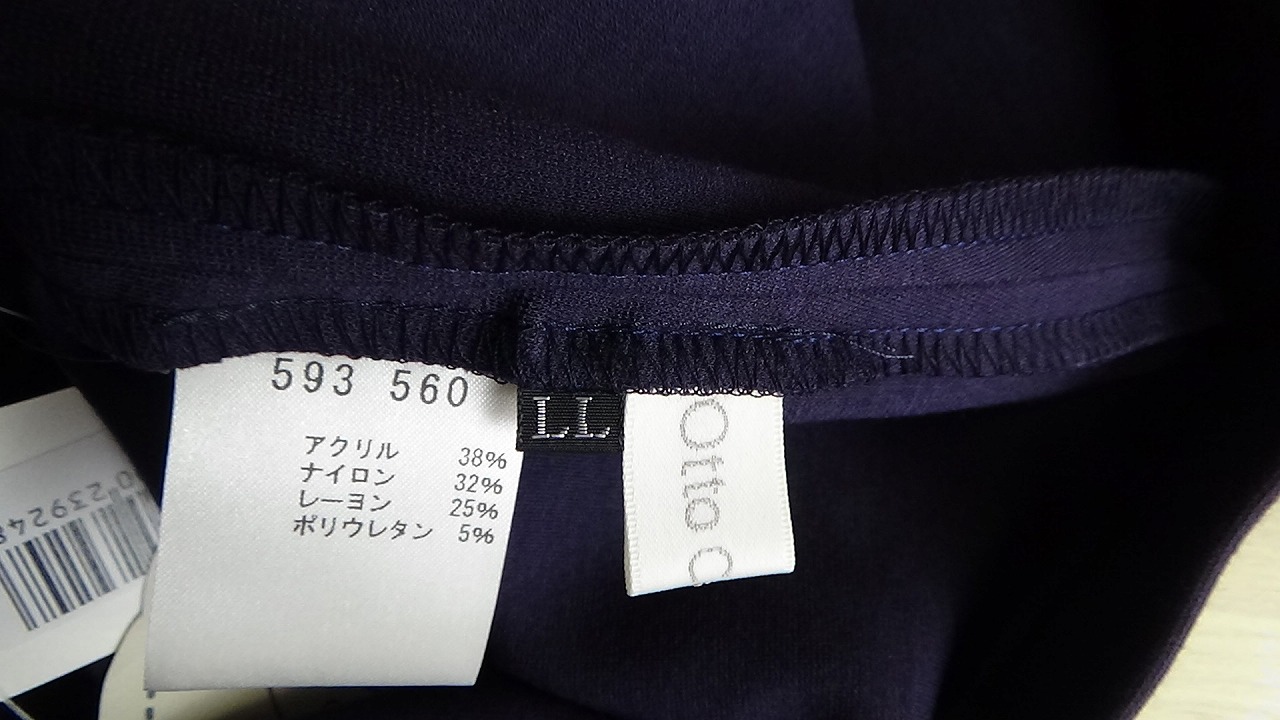 593 560
アクリル 38%
ナイロン 32%
レーヨン 25%
ポリウレタン 5%
LL
Otto